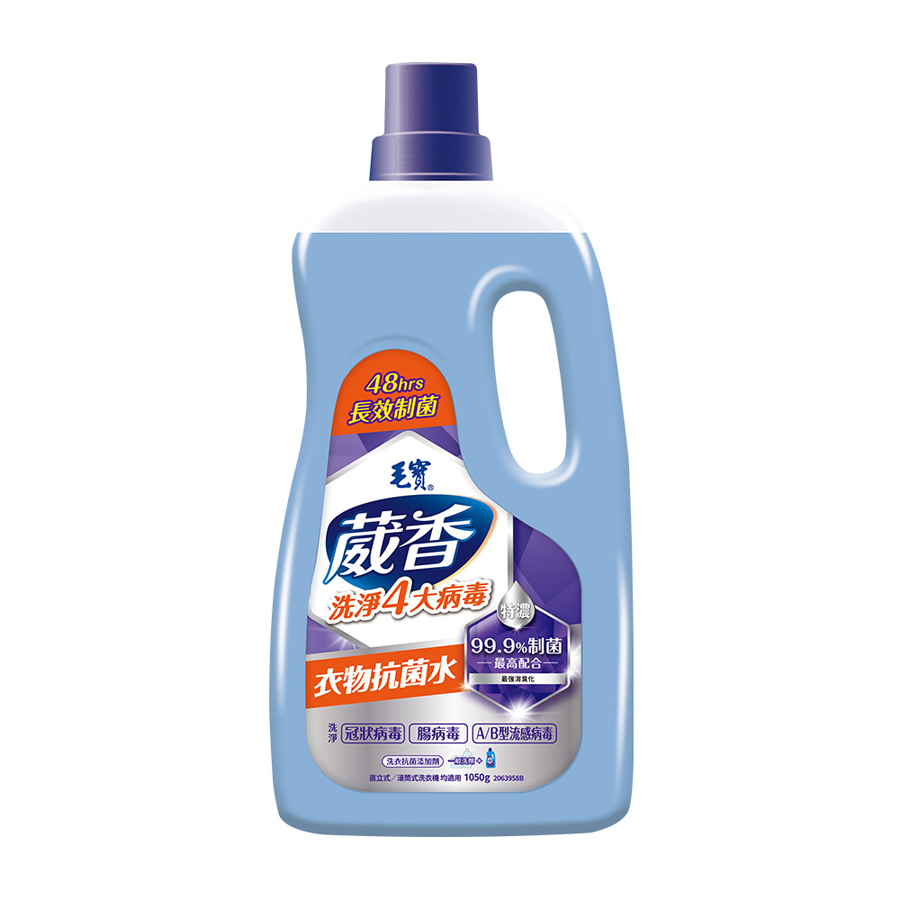 48hrs
長效制菌
毛寶®
葳香
洗淨4大病毒
特濃
99.9%制菌
最高配合
最強消臭化
衣物抗菌水
洗淨 冠狀病毒 腸病毒 A/B型流感病毒
洗衣抗菌添加劑 一般洗劑 +
直立式／滾筒式洗衣機 均適用 1050g 2063958B